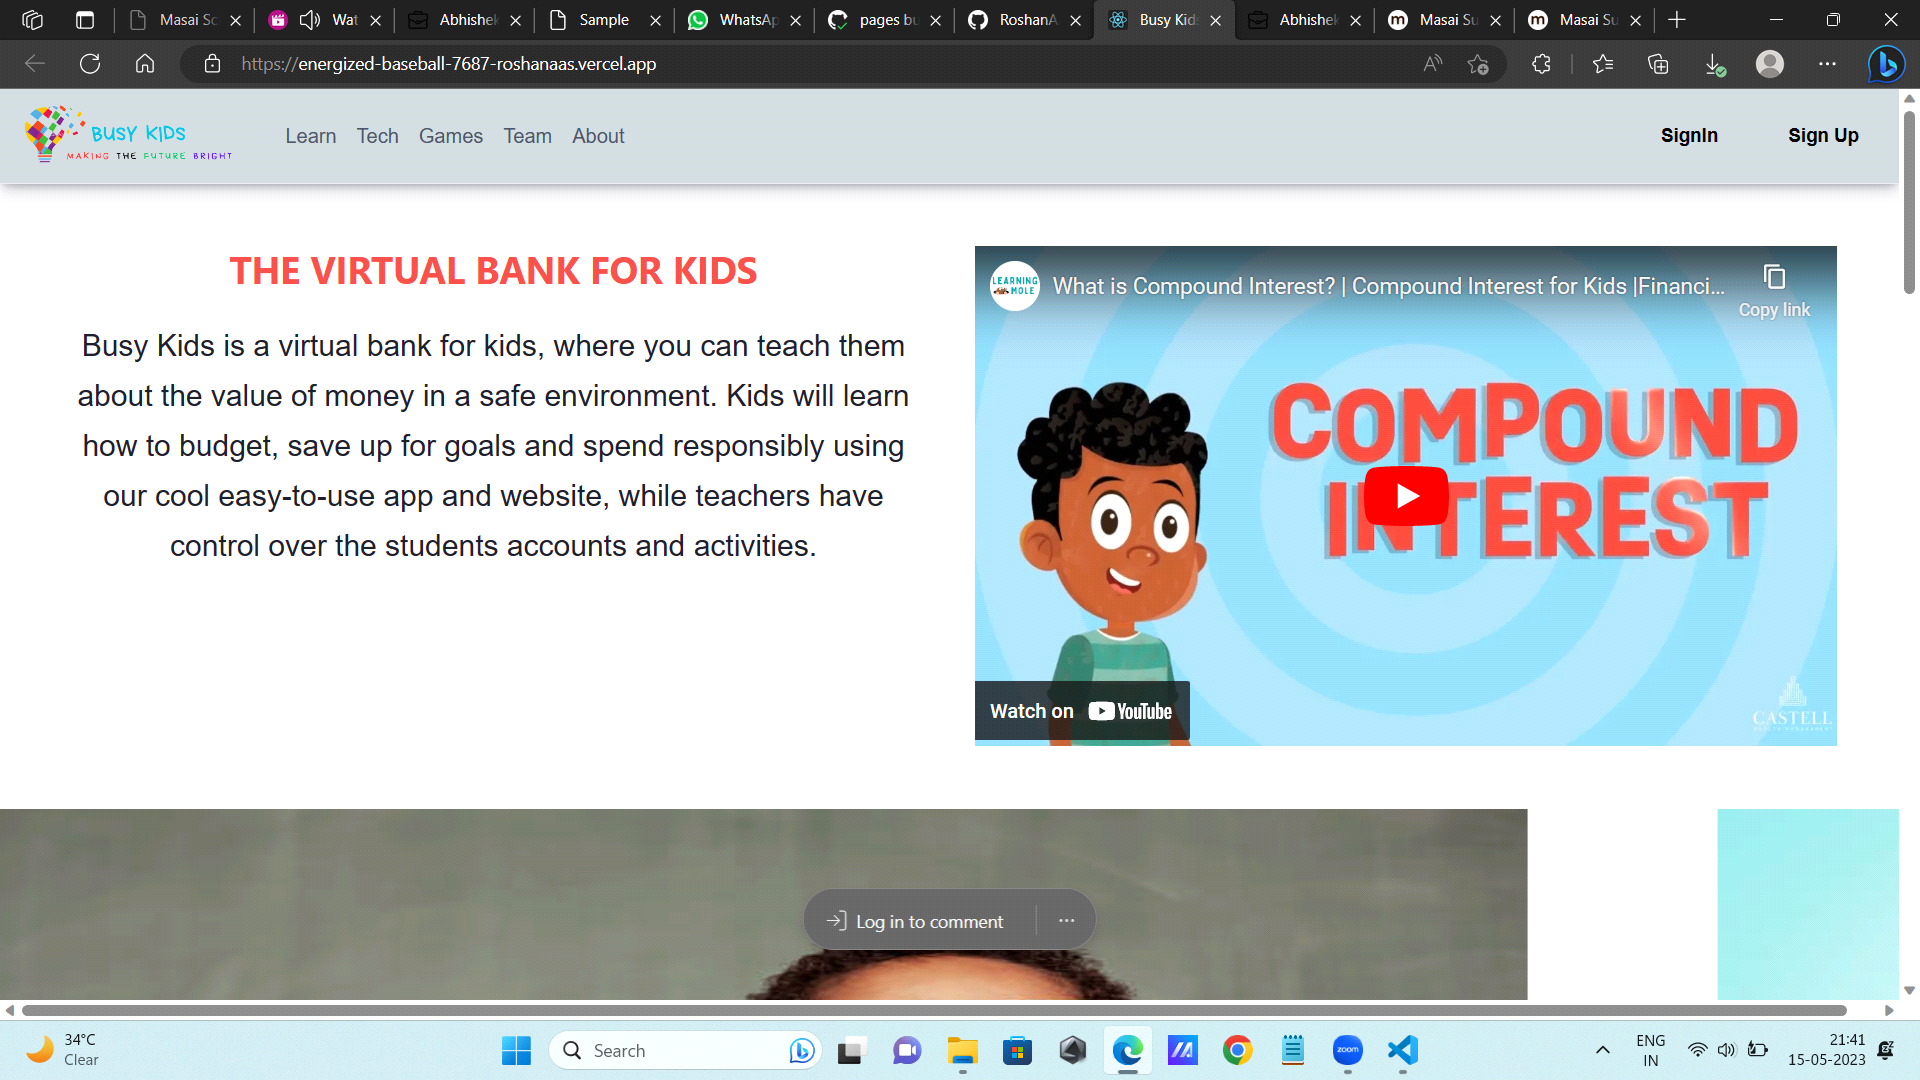 Masai Sc
Wat
Abhishek
Sample
WhatsAp
pages bu
RoshanA
Busy Kids
Abhishek
Masai Su
Masai Su
https://energized-baseball-7687-roshanaas.vercel.app
BUSY KIDS
MAKING THE FUTURE BRIGHT
Learn
Tech
Games
Team
About
SignIn
Sign Up
THE VIRTUAL BANK FOR KIDS
Busy Kids is a virtual bank for kids, where you can teach them
about the value of money in a safe environment. Kids will learn
how to budget, save up for goals and spend responsibly using
our cool easy-to-use app and website, while teachers have
control over the students accounts and activities.
LEARNING
MOLE
What is Compound Interest? | Compound Interest for Kids |Financi...
Copy link
COMPOUND
INTEREST
Watch on YouTube
CASTELL
Log in to comment
34°C
Clear
Search
zoom
ENG
IN
21:41
15-05-2023